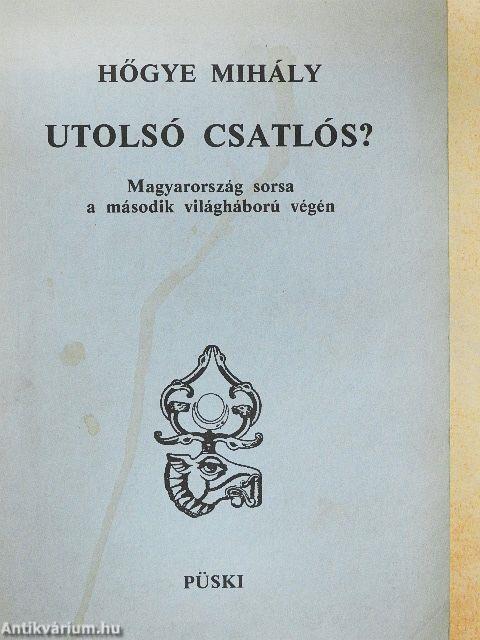 HŐGYE MIHÁLY
UTOLSÓ CSATLÓS?
Magyarország sorsa
a második világháború végén
PÜSKI
Antikvárium.hu